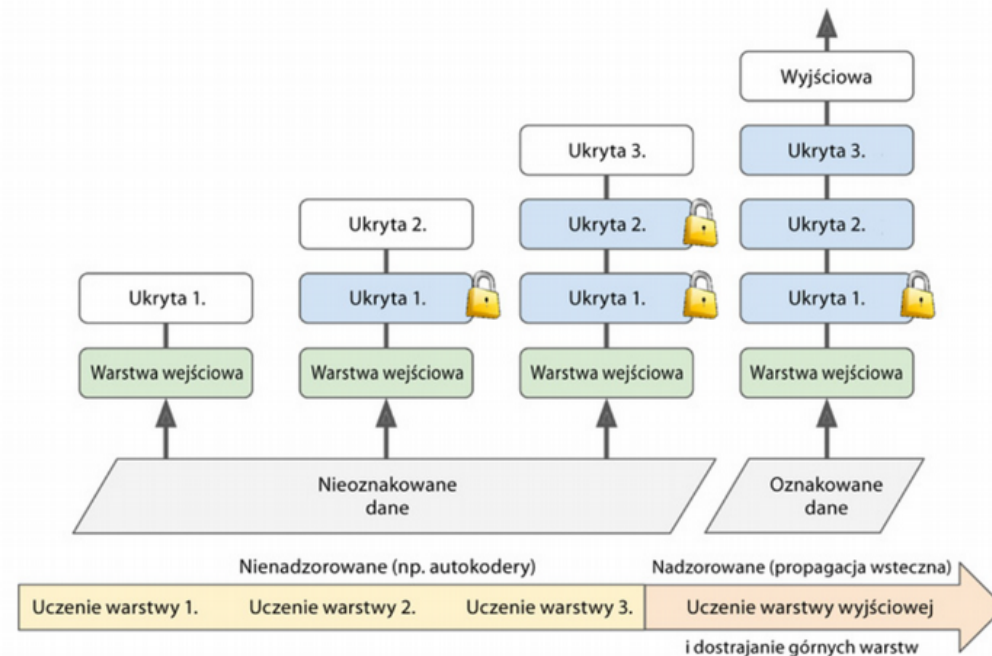 Wyjściowa
Ukryta 3.
Ukryta 3.
Ukryta 2.
Ukryta 2.
Ukryta 2.
Ukryta 1.
Ukryta 1.
Ukryta 1.
Ukryta 1.
Warstwa wejściowa
Warstwa wejściowa
Warstwa wejściowa
Warstwa wejściowa
Nieoznakowane
dane
Oznakowane
dane
Nienadzorowane (np. autokodery)
Nadzorowane (propagacja wsteczna)
Uczenie warstwy 1.
Uczenie warstwy 2.
Uczenie warstwy 3.
Uczenie warstwy wyjściowej
i dostrajanie górnych warstw